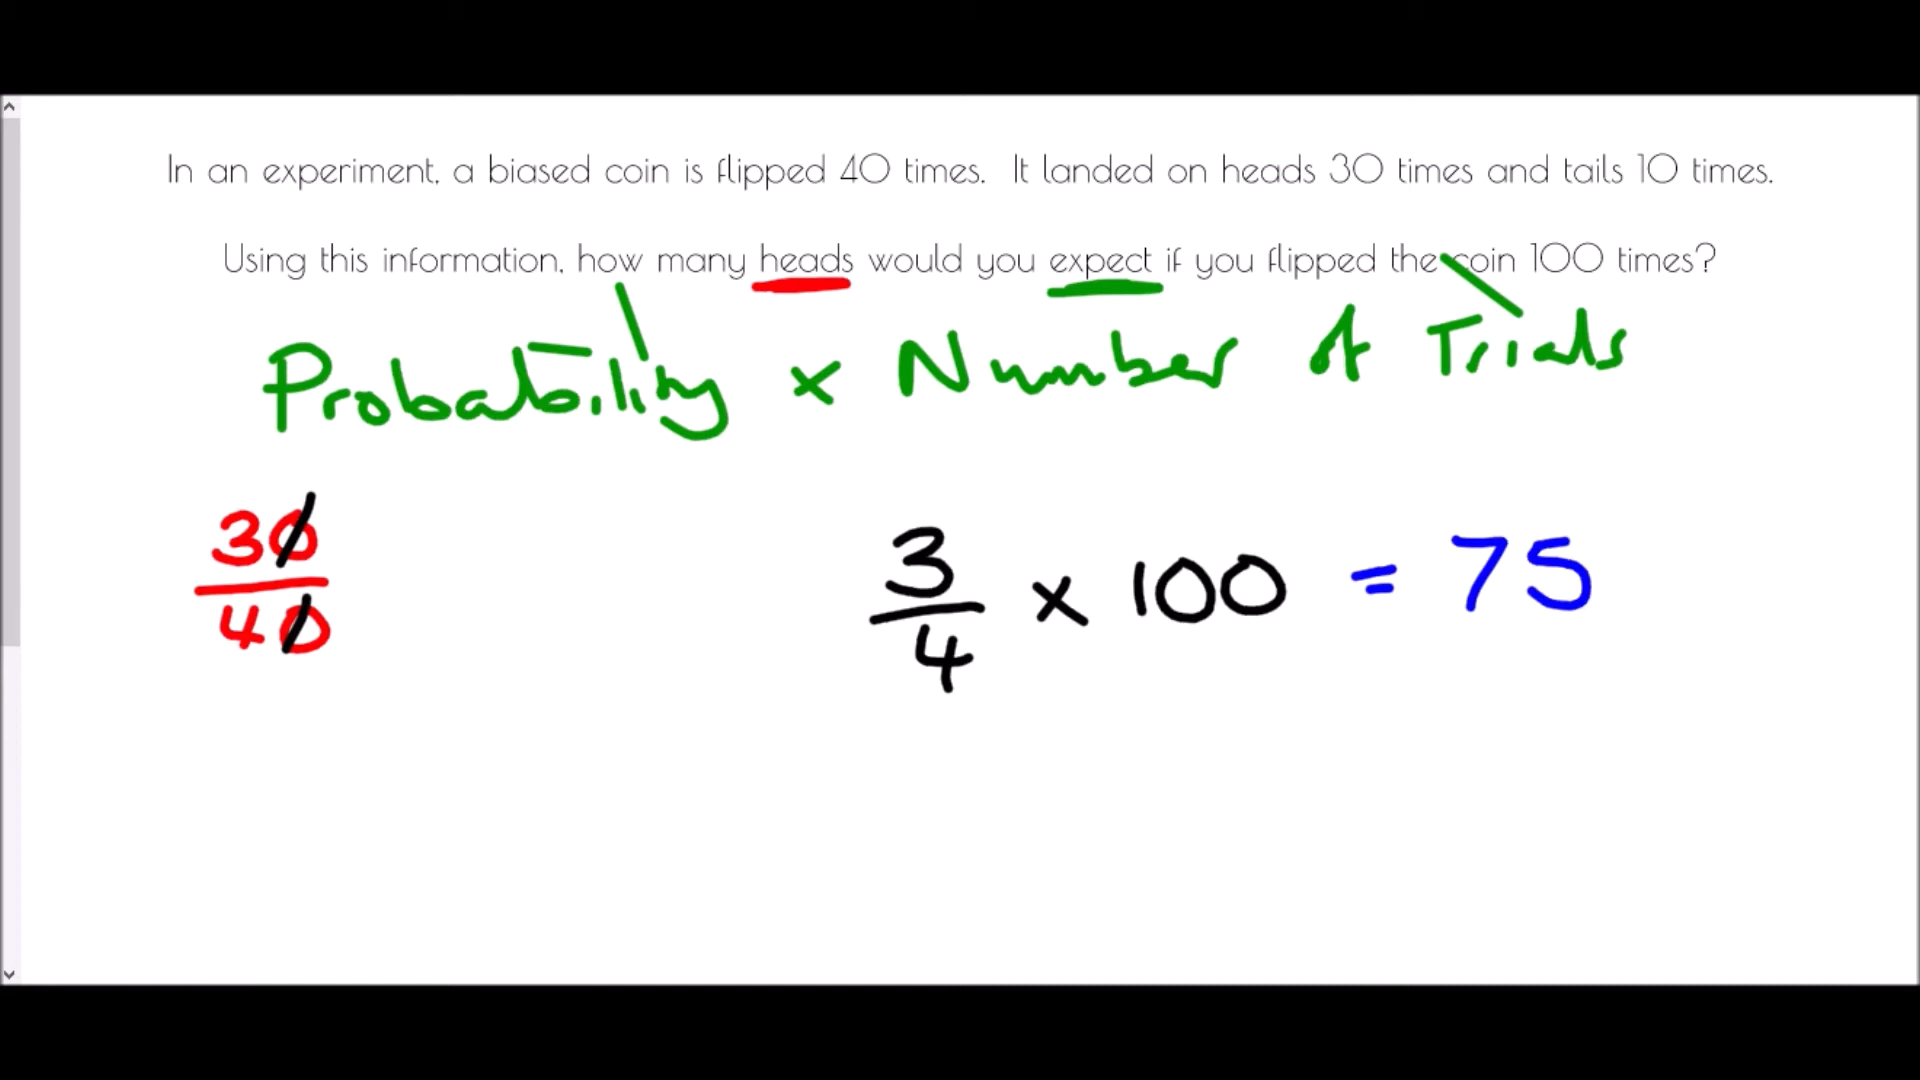 In an experiment, a biased coin is flipped 40 times. It landed on heads 30 times and tails 10 times.
Using this information, how many heads would you expect if you flipped the coin 100 times?
Probability × Number of Trials
30
40
3
4
× 100 = 75